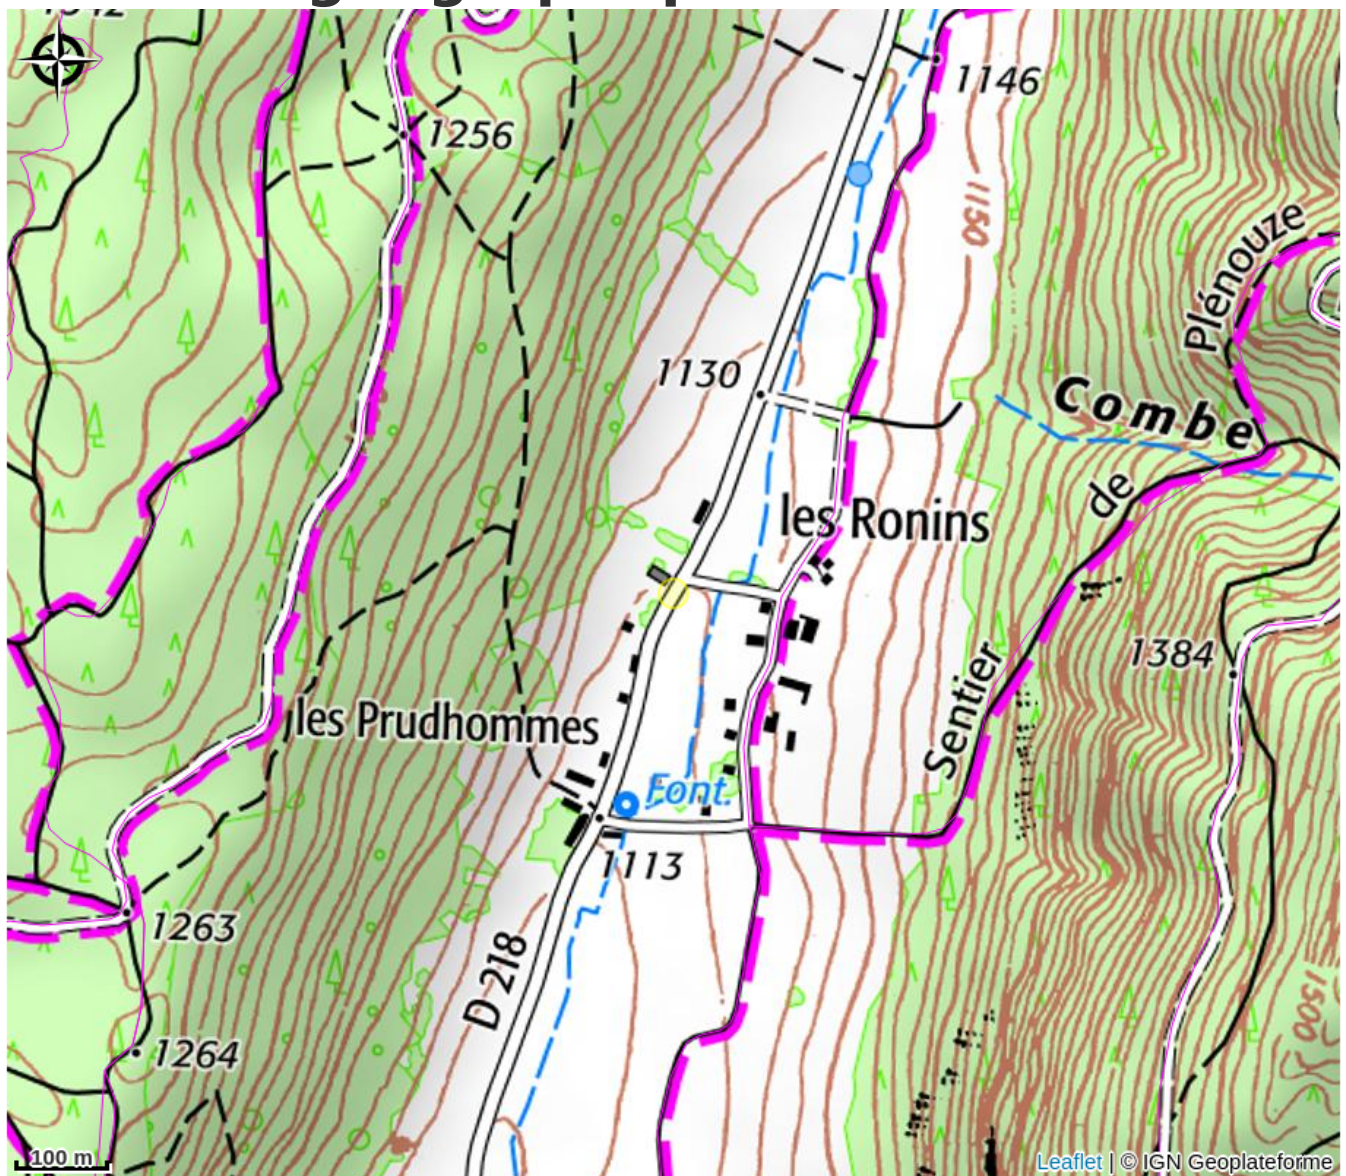 1146
1256
1150
Plénouze
1130
Combe
de
les Ronins
1384
Sentier
les Prudhommes
Font.
1113
D 218
1263
1264
1500
100 m
Leaflet | © IGN Geoplateforme